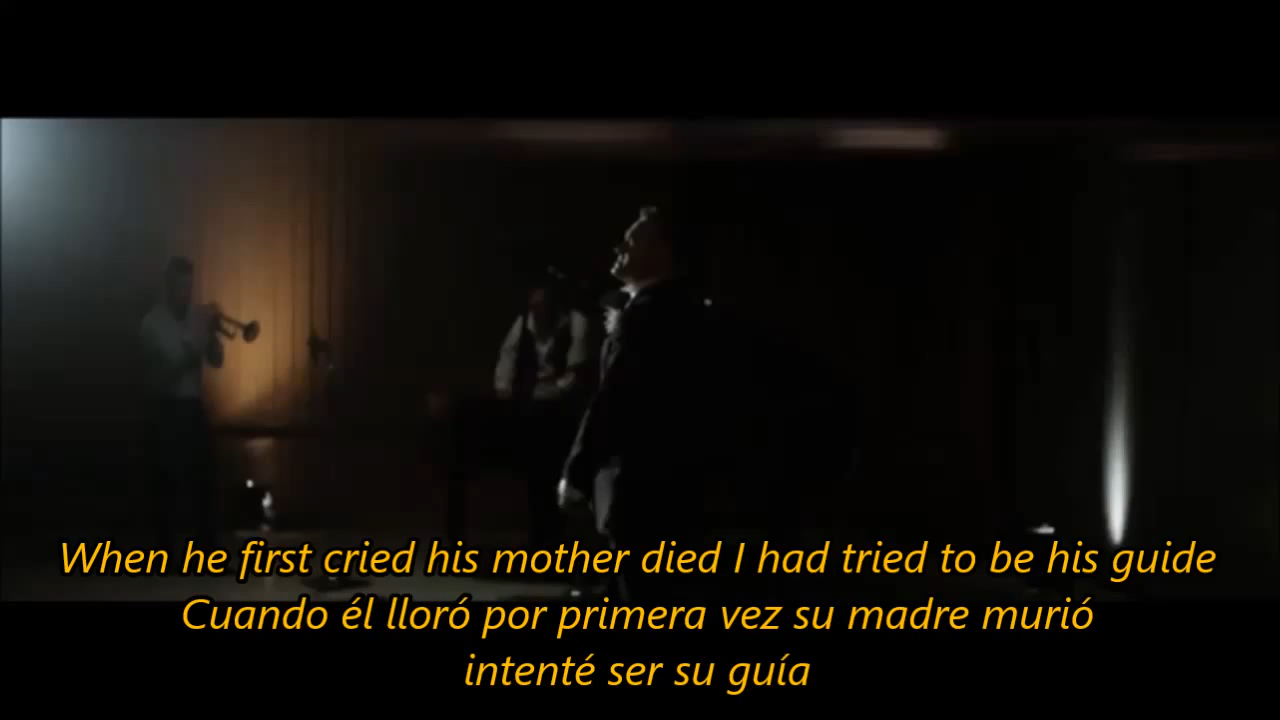 When he first cried his mother died I had tried to be his guide
Cuando él lloró por primera vez su madre murió
intenté ser su guía